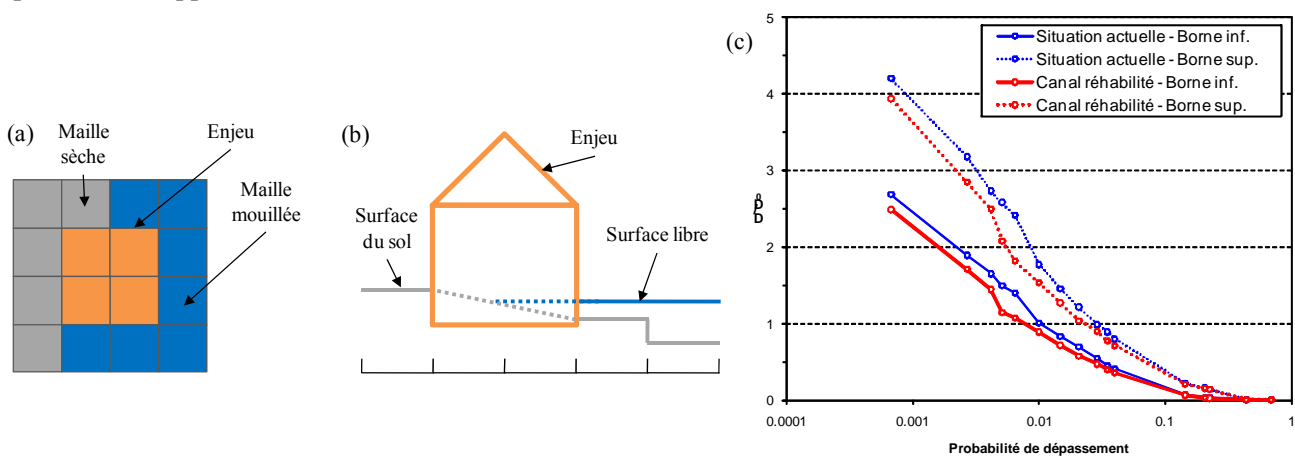 (a)
Maille
sèche
Enjeu
Maille
mouillée
(b)
Enjeu
Surface
du sol
Surface libre
(c)
Situation actuelle - Borne inf.
Situation actuelle - Borne sup.
Canal réhabilité - Borne inf.
Canal réhabilité - Borne sup.
5
4
3
2
1
0
0.0001
0.001
0.01
0.1
1
Probabilité de dépassement